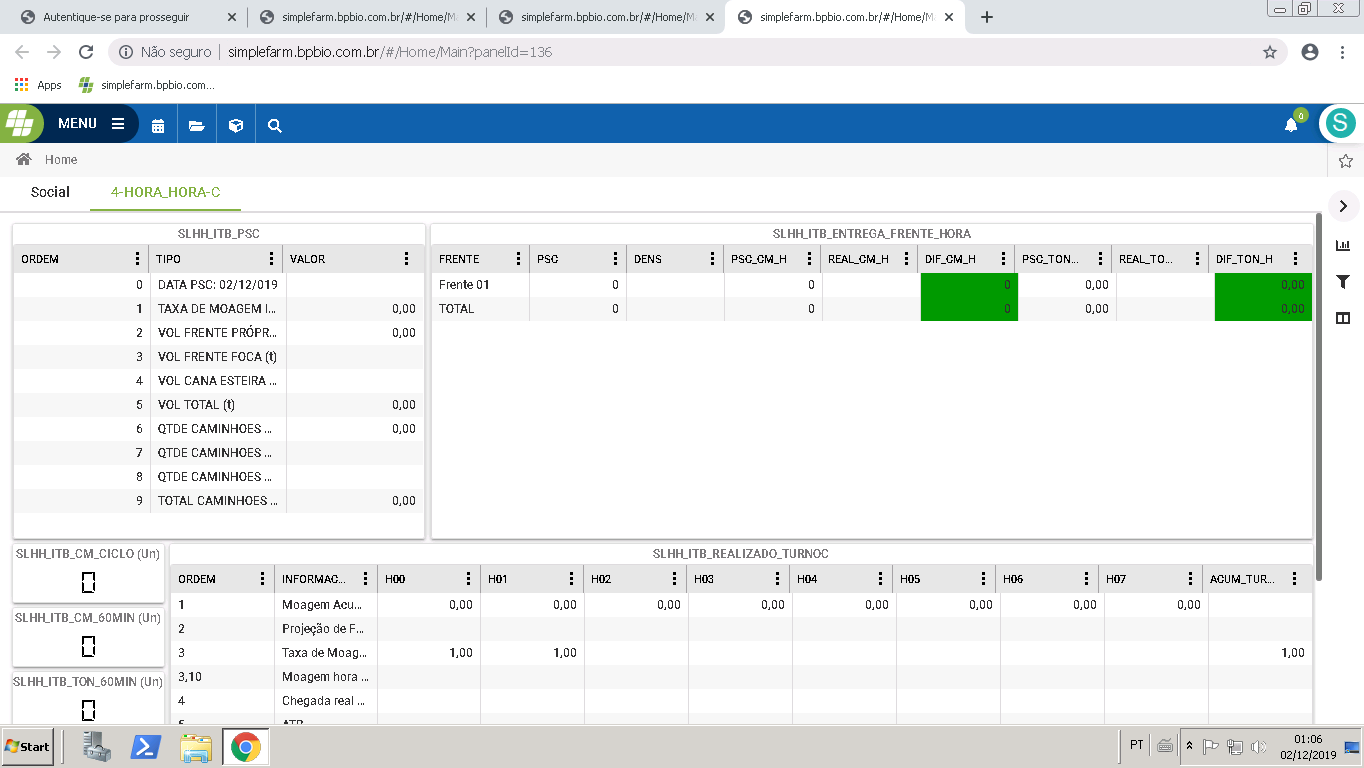 Autentique-se para prosseguir
simplefarm.bpbio.com.br/#/Home/M
simplefarm.bpbio.com.br/#/Home/M
simplefarm.bpbio.com.br/#/Home/M
Não seguro simplefarm.bpbio.com.br/#/Home/Main?panelId=136
Apps simplefarm.bpbio.com...
MENU
0
S
Home
Social 4-HORA_HORA-C
SLHH_ITB_PSC
ORDEM TIPO VALOR
0 DATA PSC: 02/12/019
1 TAXA DE MOAGEM I... 0,00
2 VOL FRENTE PRÓPR... 0,00
3 VOL FRENTE FOCA (t)
4 VOL CANA ESTEIRA ...
5 VOL TOTAL (t) 0,00
6 QTDE CAMINHOES ... 0,00
7 QTDE CAMINHOES ...
8 QTDE CAMINHOES ...
9 TOTAL CAMINHOES ... 0,00
SLHH_ITB_ENTREGA_FRENTE_HORA
FRENTE PSC DENS PSC_CM_H REAL_CM_H DIF_CM_H PSC_TON... REAL_TO... DIF_TON_H
Frente 01 0 0 0 0,00 0,00
TOTAL 0 0 0 0,00 0,00
SLHH_ITB_CM_CICLO (Un)
0
SLHH_ITB_CM_60MIN (Un)
0
SLHH_ITB_TON_60MIN (Un)
0
SLHH_ITB_REALIZADO_TURNOC
ORDEM INFORMAC... H00 H01 H02 H03 H04 H05 H06 H07 ACUM_TUR...
1 Moagem Acu... 0,00 0,00 0,00 0,00 0,00 0,00 0,00 0,00
2 Projeção de F...
3 Taxa de Moag... 1,00 1,00 1,00
3,10 Moagem hora ...
4 Chegada real ...
5 ATR
Start
PT
01:06
02/12/2019